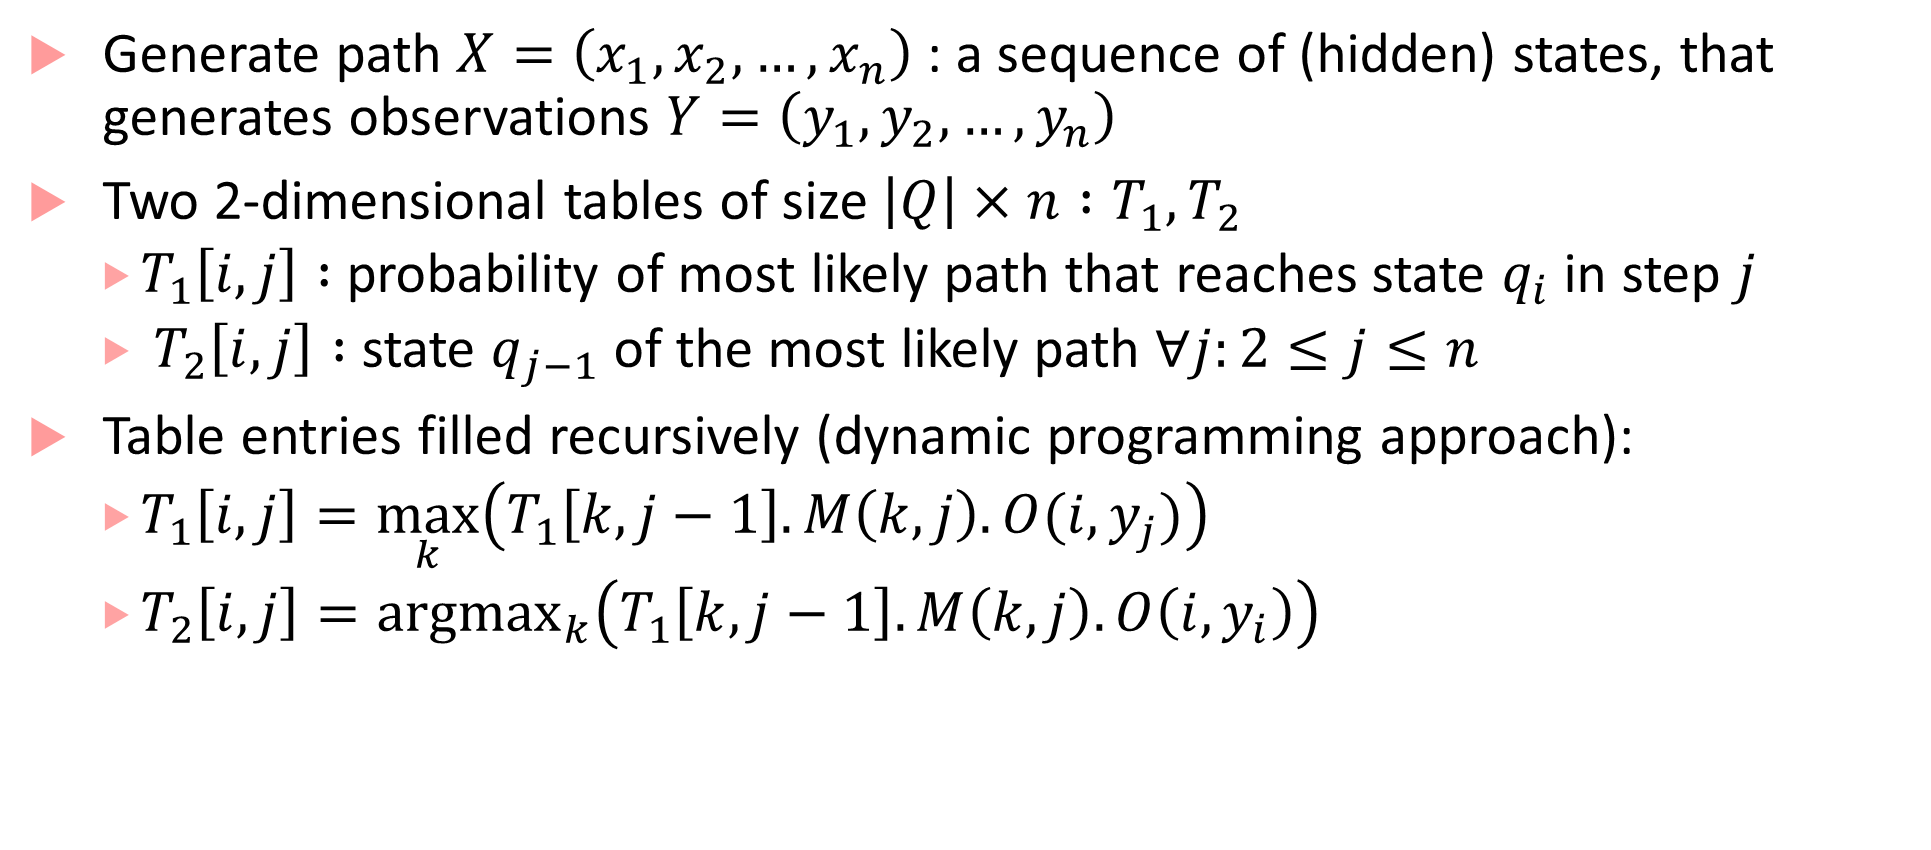 ▶ Generate path X = (x₁, x₂, … , xₙ) : a sequence of (hidden) states, that
generates observations Y = (y₁, y₂, … , yₙ)
▶ Two 2-dimensional tables of size |Q| × n : T₁, T₂
▶ T₁[i, j] : probability of most likely path that reaches state qᵢ in step j
▶ T₂[i, j] : state qⱼ₋₁ of the most likely path ∀j: 2 ≤ j ≤ n
▶ Table entries filled recursively (dynamic programming approach):
▶ T₁[i, j] = max_k(T₁[k, j − 1]. M(k, j). O(i, yⱼ))
▶ T₂[i, j] = argmax_k(T₁[k, j − 1]. M(k, j). O(i, yᵢ))